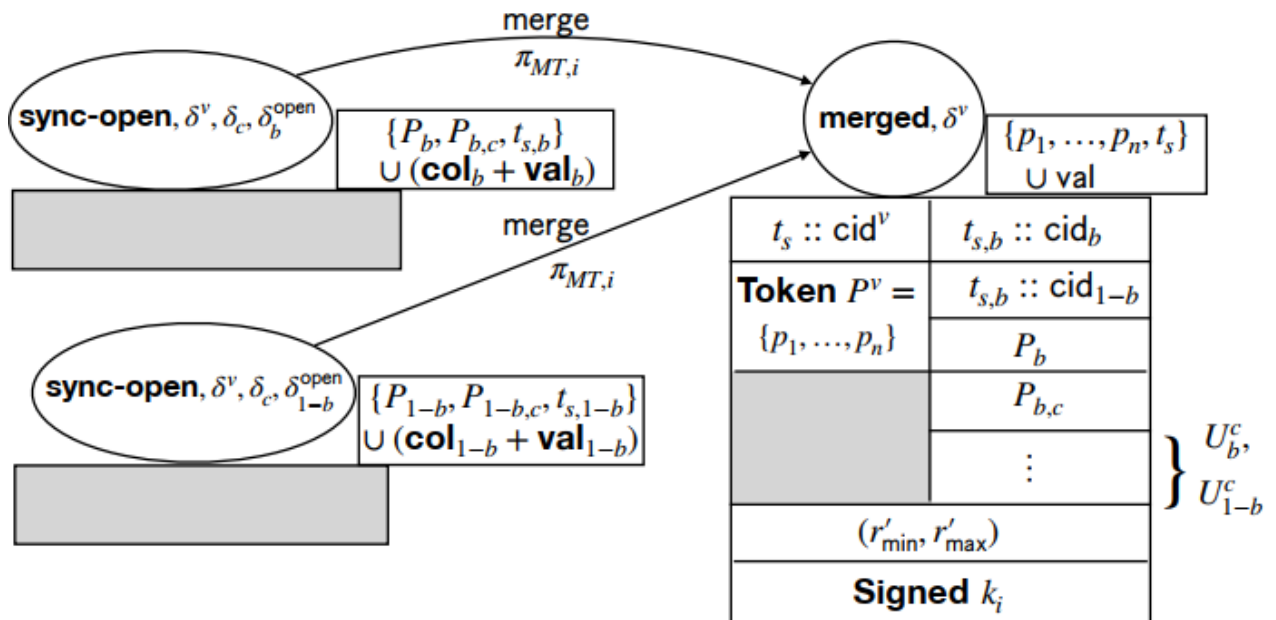 merge
π_{MT,i}
sync-open, δ^v, δ_c, δ_b^{open}
{P_b, P_{b,c}, t_{s,b}}
∪ (col_b + val_b)
merged, δ^v
{p_1, …, p_n, t_s}
∪ val
merge
π_{MT,i}
sync-open, δ^v, δ_c, δ_{1−b}^{open}
{P_{1−b}, P_{1−b,c}, t_{s,1−b}}
∪ (col_{1−b} + val_{1−b})
t_s :: cid^v
t_{s,b} :: cid_b
Token P^v =
{p_1, …, p_n}
t_{s,b} :: cid_{1−b}
P_b
P_{b,c}
⋮
} U_b^c,
U_{1−b}^c
(r'_{min}, r'_{max})
Signed k_i